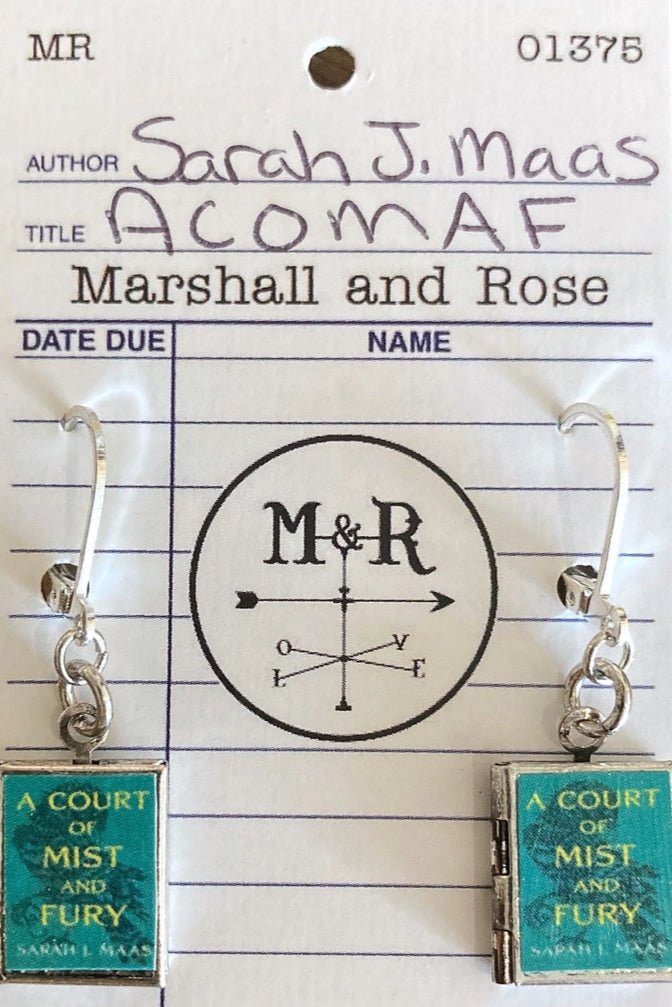 MR 01375
AUTHOR Sarah J. Maas
TITLE ACOMAF
Marshall and Rose
DATE DUE NAME
M&R
O V
L E
A COURT
OF
MIST
AND
FURY
SARAH J. MAAS
A COURT
OF
MIST
AND
FURY
SARAH J. MAAS